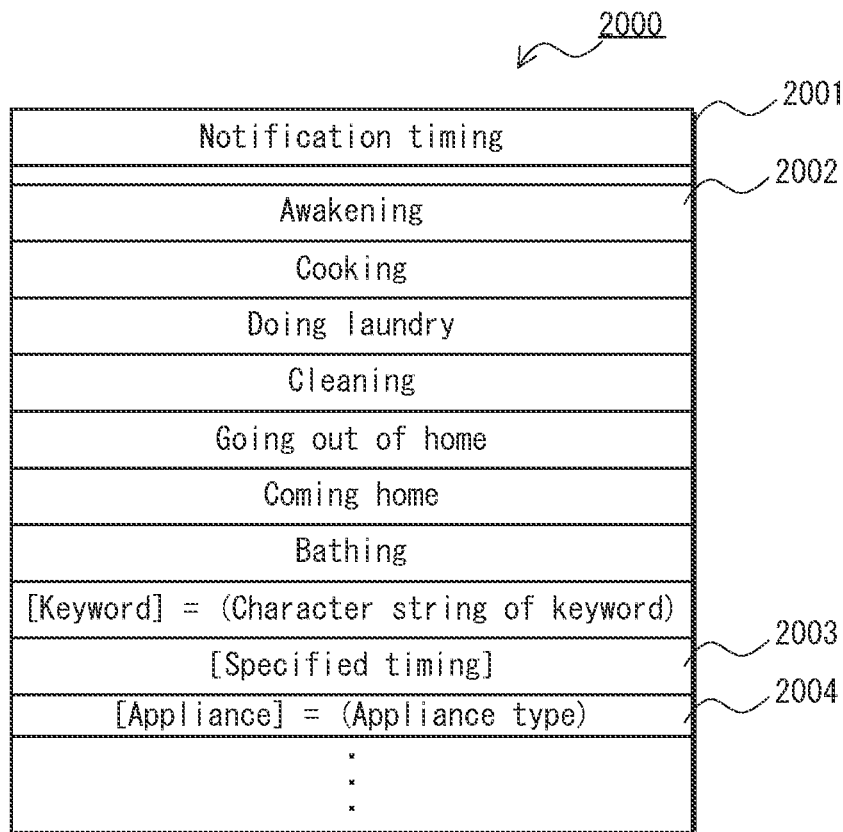 2000
2001
Notification timing
2002
Awakening
Cooking
Doing laundry
Cleaning
Going out of home
Coming home
Bathing
[Keyword] = (Character string of keyword)
2003
[Specified timing]
2004
[Appliance] = (Appliance type)